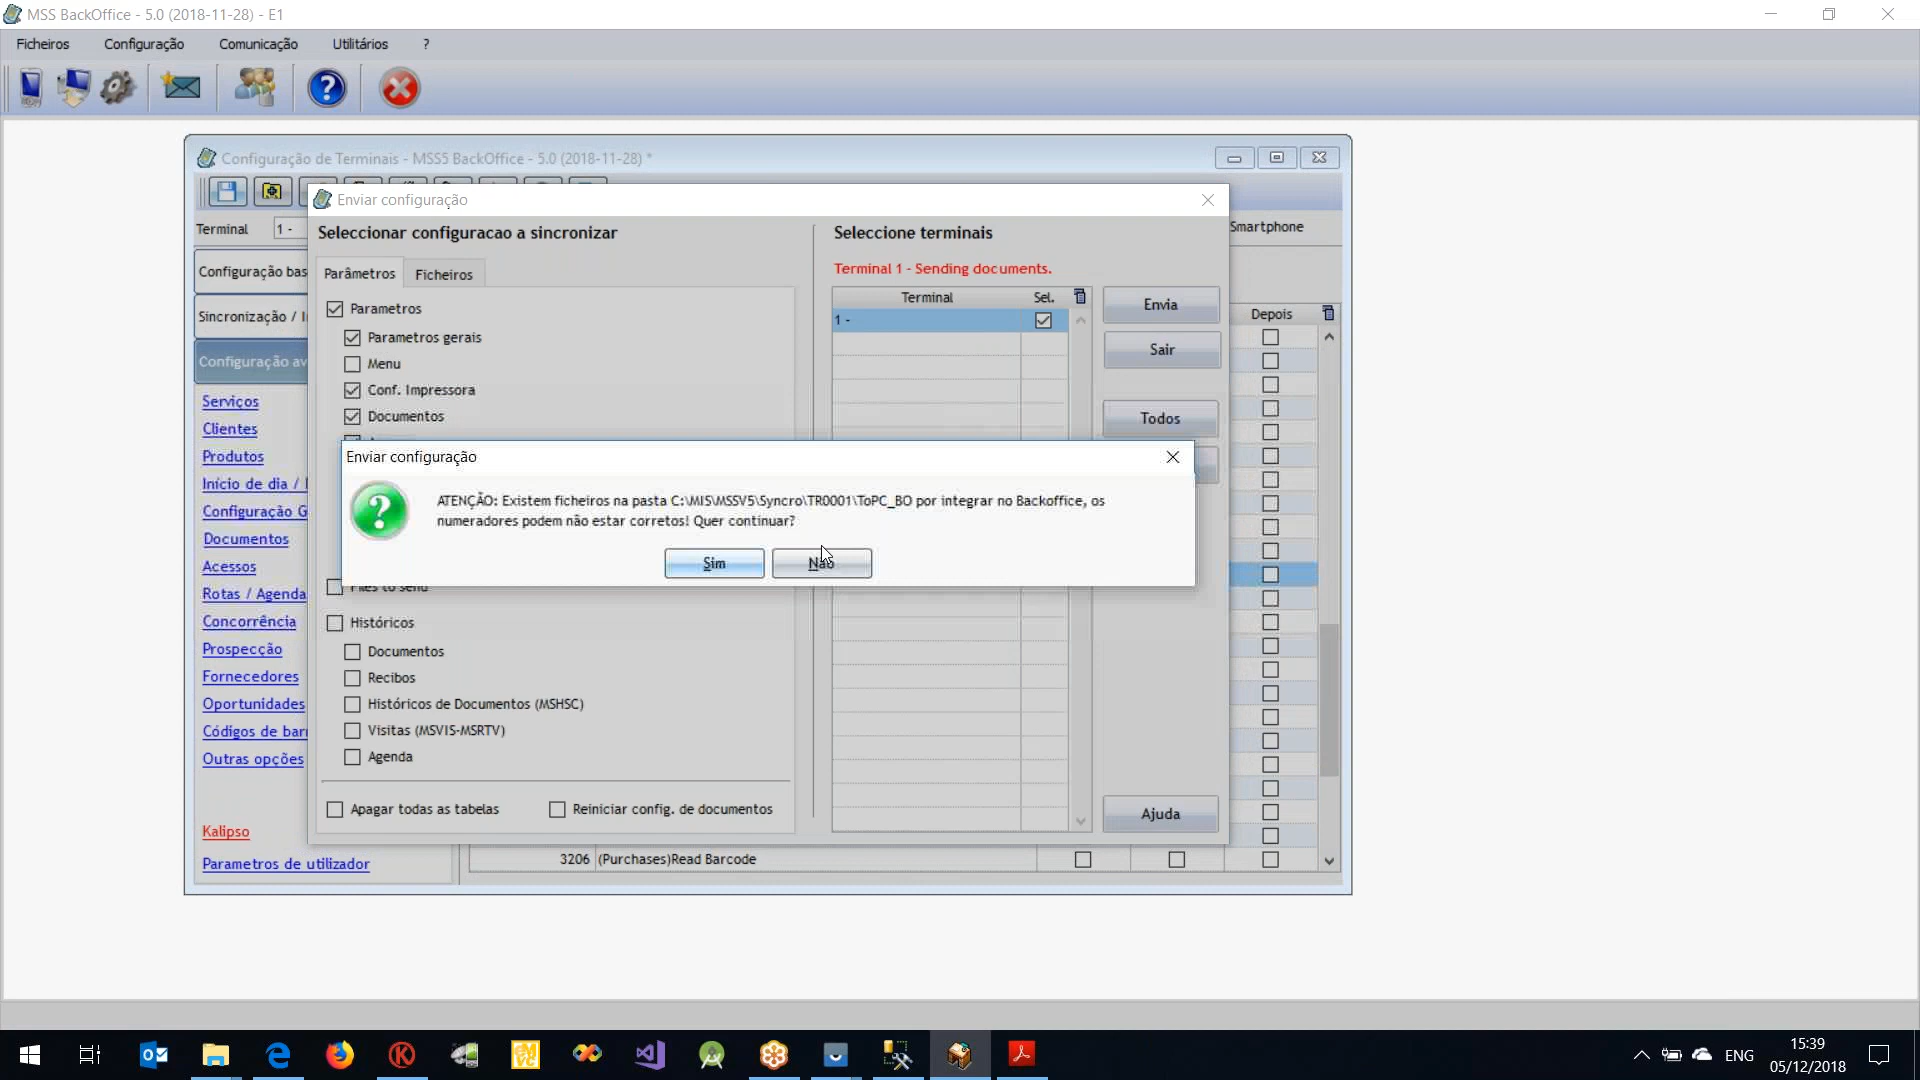 MSS BackOffice - 5.0 (2018-11-28) - E1
Ficheiros Configuração Comunicação Utilitários ?
Configuração de Terminais - MSS5 BackOffice - 5.0 (2018-11-28) *
Enviar configuração
Terminal 1 -
Smartphone
Seleccionar configuracao a sincronizar
Seleccione terminais
Configuração bas
Parâmetros Ficheiros
Terminal 1 - Sending documents.
Terminal Sel.
Envia
Depois
Parametros
Sincronização / I
1 -
Parametros gerais
Sair
Configuração av
Menu
Conf. Impressora
Documentos
Todos
Serviços
Clientes
Produtos
Início de dia /
Configuração G
Documentos
Acessos
Rotas / Agenda
Concorrência
Prospecção
Fornecedores
Oportunidades
Códigos de bar
Outras opções
Kalipso
Parametros de utilizador
Enviar configuração
ATENÇÃO: Existem ficheiros na pasta C:\MIS\MSSV5\Syncro\TR0001\ToPC_BO por integrar no Backoffice, os
numeradores podem não estar corretos! Quer continuar?
Sim Não
Files to send
Históricos
Documentos
Recibos
Históricos de Documentos (MSHSC)
Visitas (MSVIS-MSRTV)
Agenda
Apagar todas as tabelas Reiniciar config. de documentos
Ajuda
3206 (Purchases)Read Barcode
ENG
15:39
05/12/2018